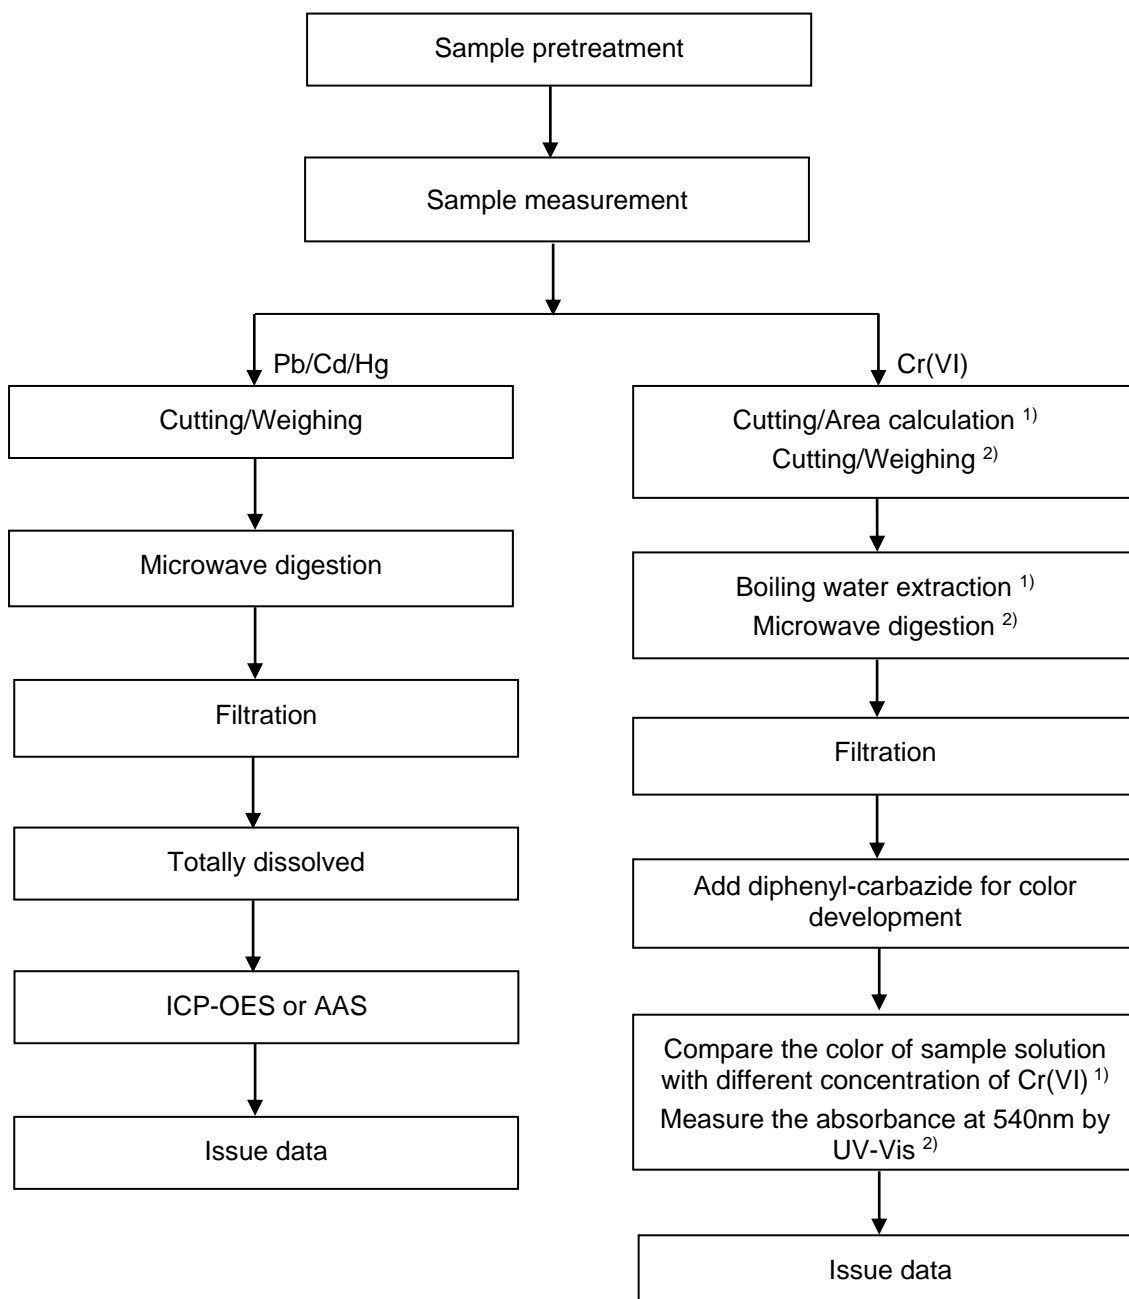 Sample pretreatment
Sample measurement
Pb/Cd/Hg
Cutting/Weighing
Microwave digestion
Filtration
Totally dissolved
ICP-OES or AAS
Issue data
Cr(VI)
Cutting/Area calculation 1)
Cutting/Weighing 2)
Boiling water extraction 1)
Microwave digestion 2)
Filtration
Add diphenyl-carbazide for color
development
Compare the color of sample solution
with different concentration of Cr(VI) 1)
Measure the absorbance at 540nm by
UV-Vis 2)
Issue data